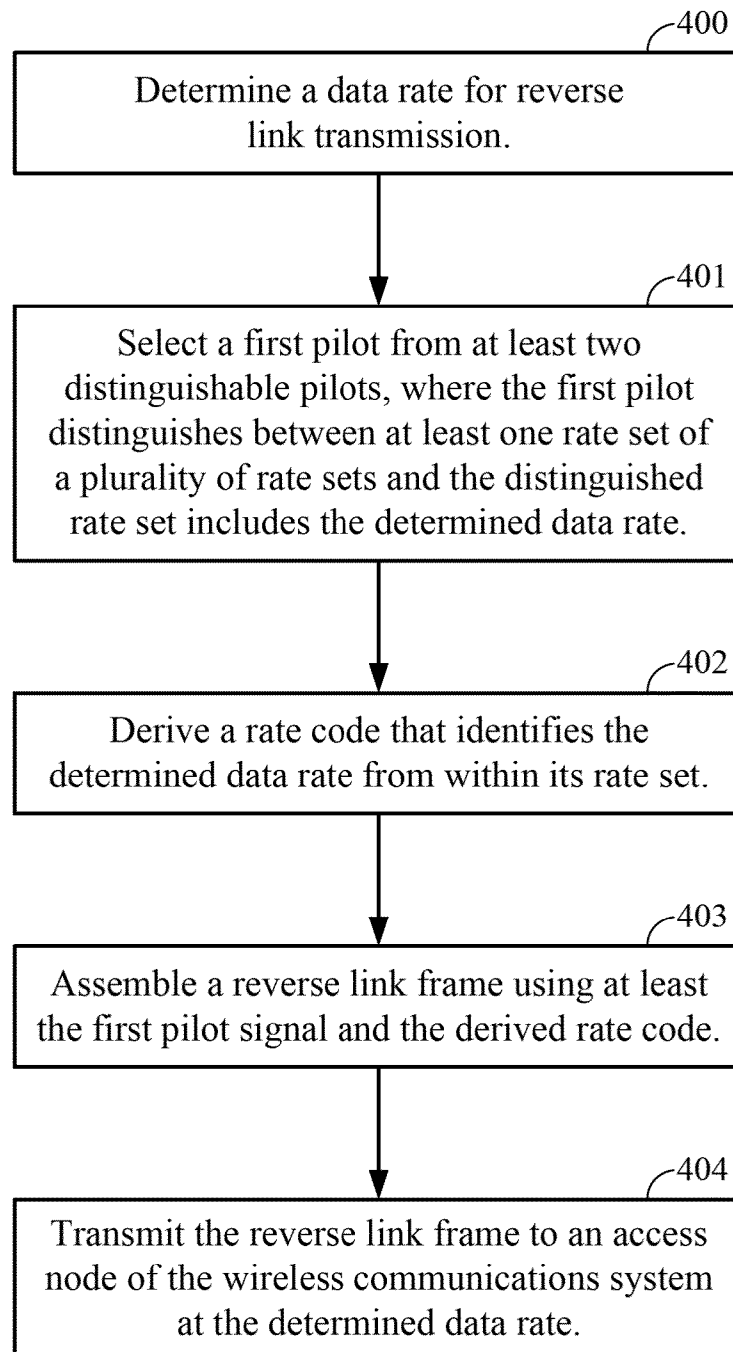 400
Determine a data rate for reverse
link transmission.
401
Select a first pilot from at least two
distinguishable pilots, where the first pilot
distinguishes between at least one rate set of
a plurality of rate sets and the distinguished
rate set includes the determined data rate.
402
Derive a rate code that identifies the
determined data rate from within its rate set.
403
Assemble a reverse link frame using at least
the first pilot signal and the derived rate code.
404
Transmit the reverse link frame to an access
node of the wireless communications system
at the determined data rate.